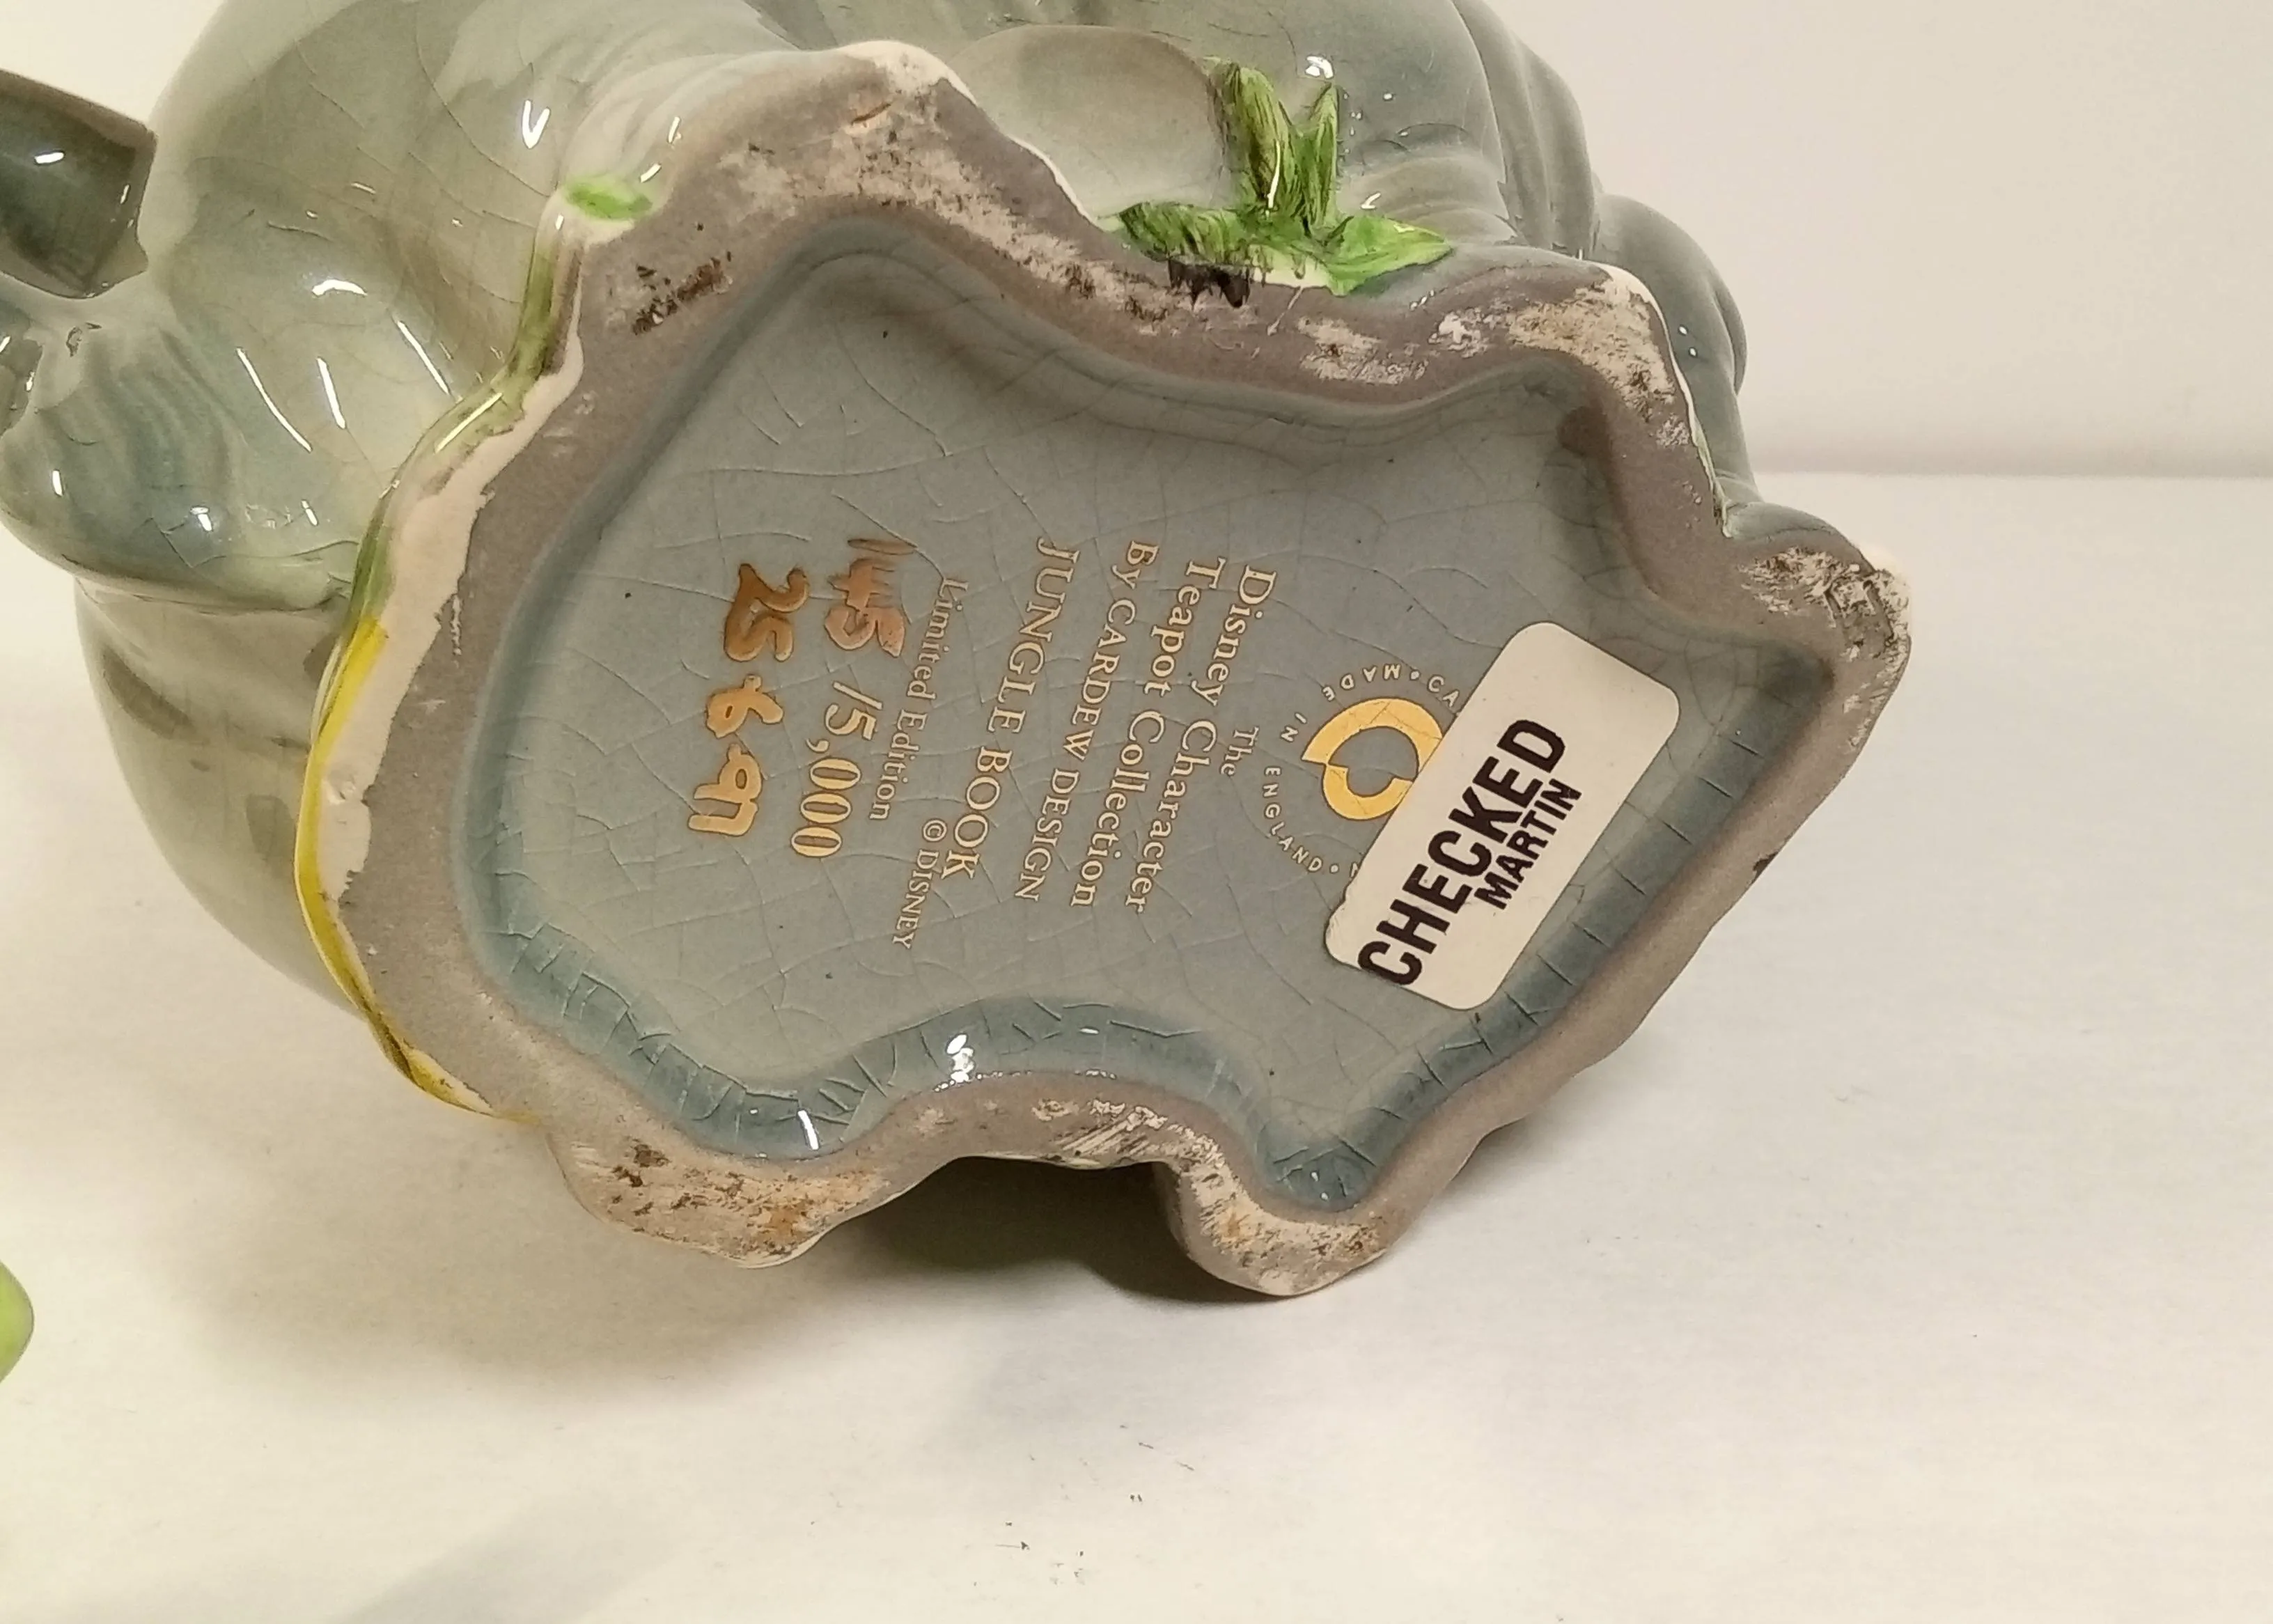 MADE IN ENGLAND
CHECKED
MARTIN
The
Disney Character
Teapot Collection
By CARDEW DESIGN
JUNGLE BOOK
© DISNEY
Limited Edition
1145 /5,000
25 6 97